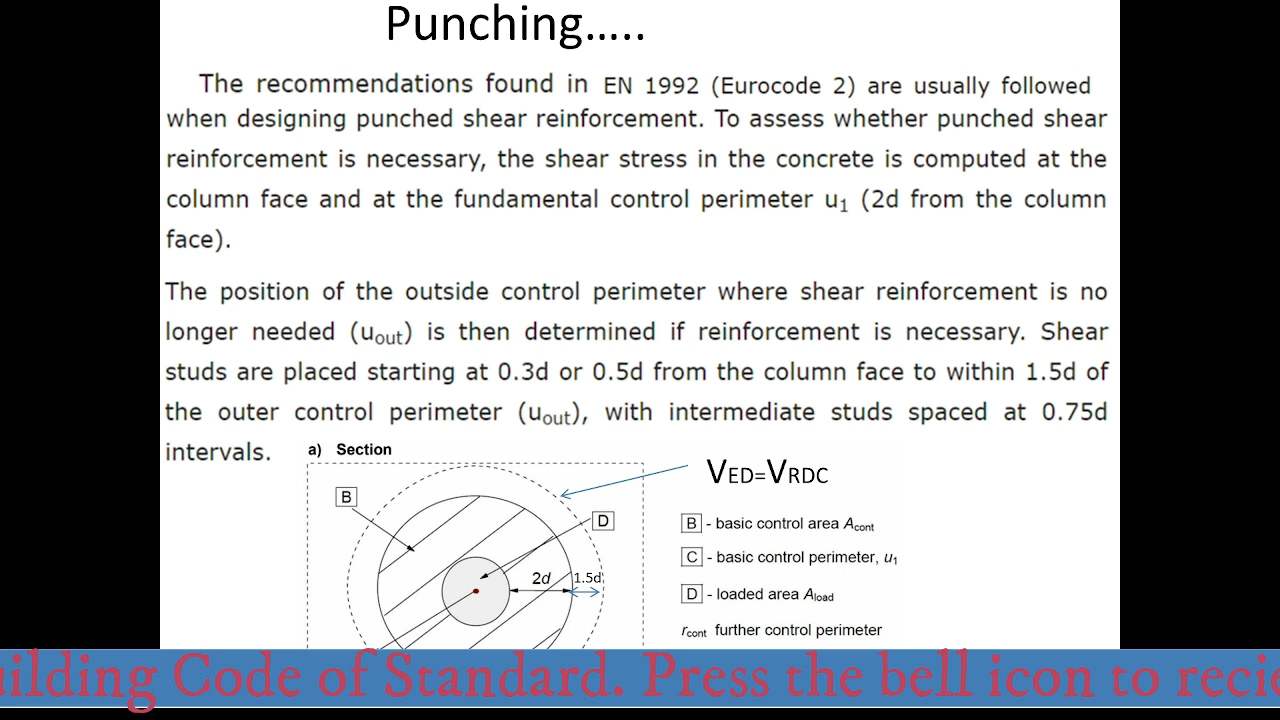 Punching…..
The recommendations found in EN 1992 (Eurocode 2) are usually followed
when designing punched shear reinforcement. To assess whether punched shear
reinforcement is necessary, the shear stress in the concrete is computed at the
column face and at the fundamental control perimeter u1 (2d from the column
face).
The position of the outside control perimeter where shear reinforcement is no
longer needed (uout) is then determined if reinforcement is necessary. Shear
studs are placed starting at 0.3d or 0.5d from the column face to within 1.5d of
the outer control perimeter (uout), with intermediate studs spaced at 0.75d
intervals.
a) Section
VED=VRDC
B
D
2d
1.5d
B - basic control area Acont
C - basic control perimeter, u1
D - loaded area Aload
rcont further control perimeter
uilding Code of Standard. Press the bell icon to recie